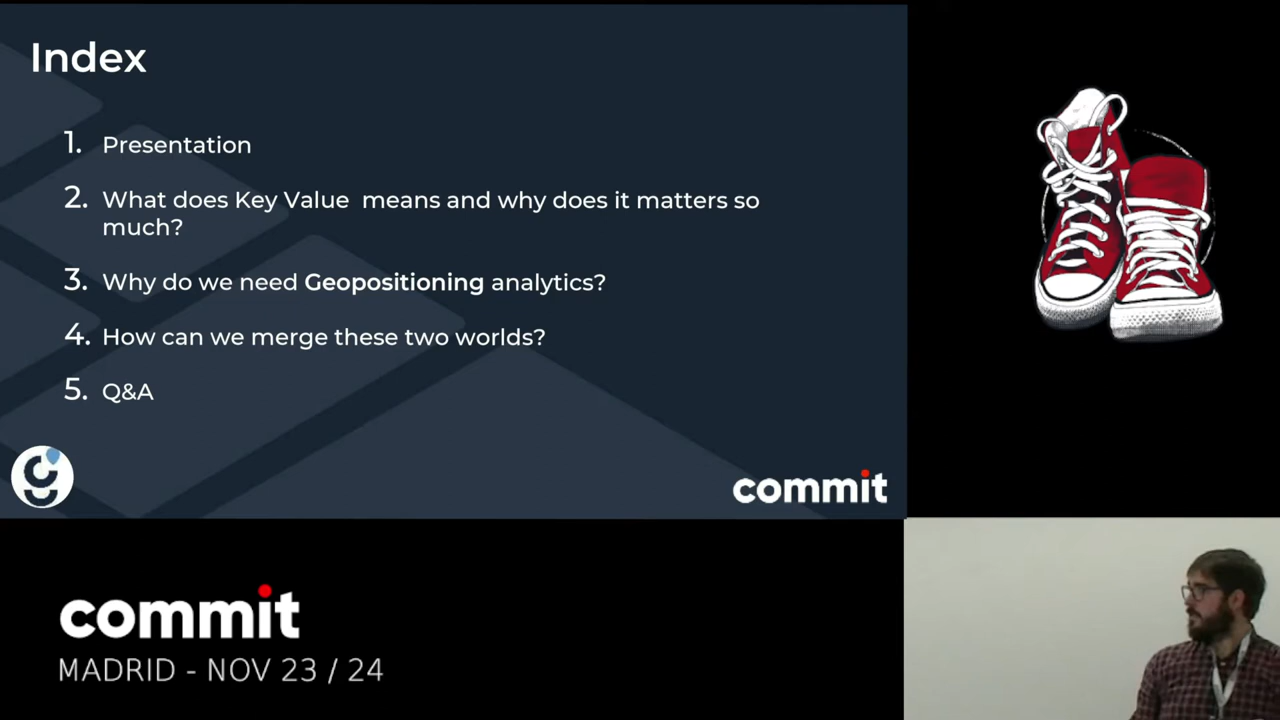 Index
1. Presentation
2. What does Key Value means and why does it matters so
much?
3. Why do we need Geopositioning analytics?
4. How can we merge these two worlds?
5. Q&A
commit
commit
MADRID - NOV 23 / 24